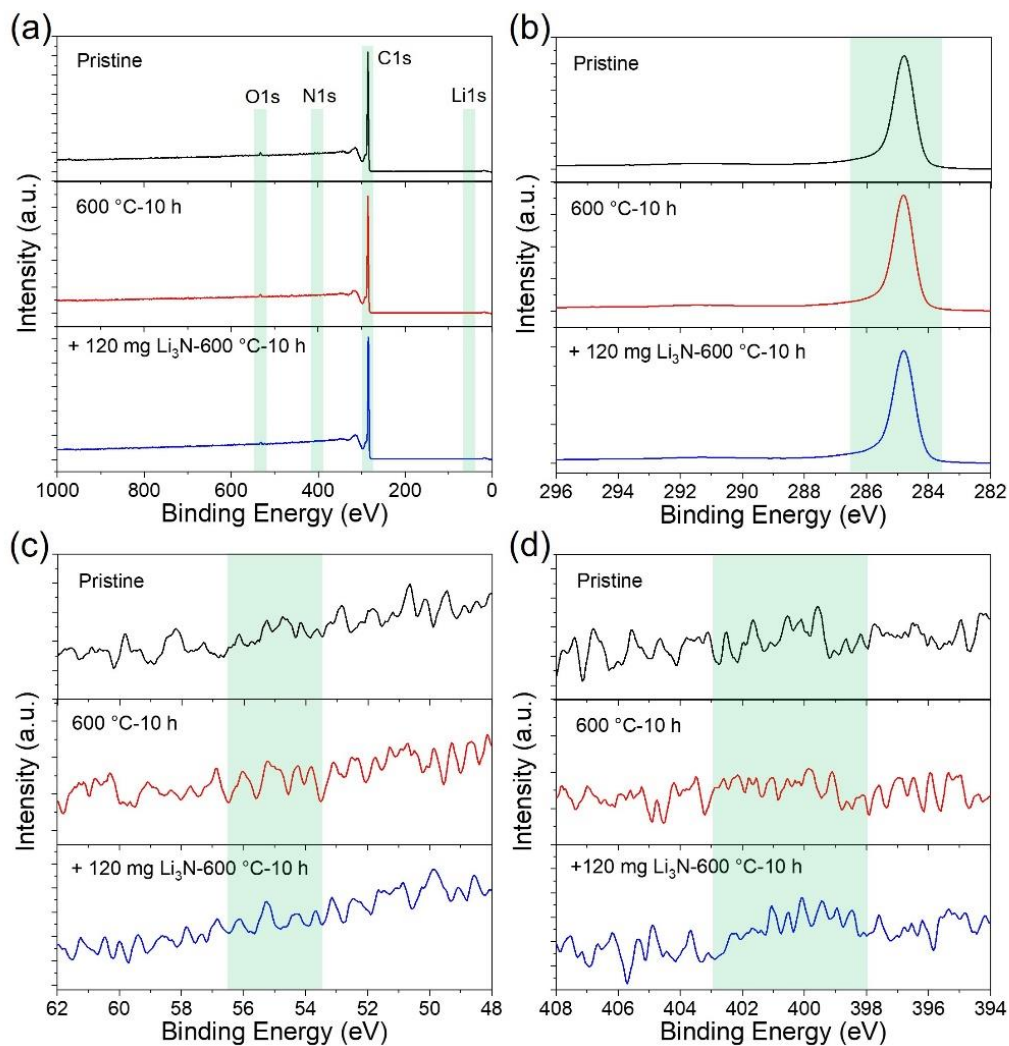 (a)
Pristine
O1s
N1s
C1s
Li1s
600 °C-10 h
+ 120 mg Li₃N-600 °C-10 h
Intensity (a.u.)
1000 800 600 400 200 0
Binding Energy (eV)
(b)
Pristine
600 °C-10 h
+ 120 mg Li₃N-600 °C-10 h
Intensity (a.u.)
296 294 292 290 288 286 284 282
Binding Energy (eV)
(c)
Pristine
600 °C-10 h
+ 120 mg Li₃N-600 °C-10 h
Intensity (a.u.)
62 60 58 56 54 52 50 48
Binding Energy (eV)
(d)
Pristine
600 °C-10 h
+120 mg Li₃N-600 °C-10 h
Intensity (a.u.)
408 406 404 402 400 398 396 394
Binding Energy (eV)